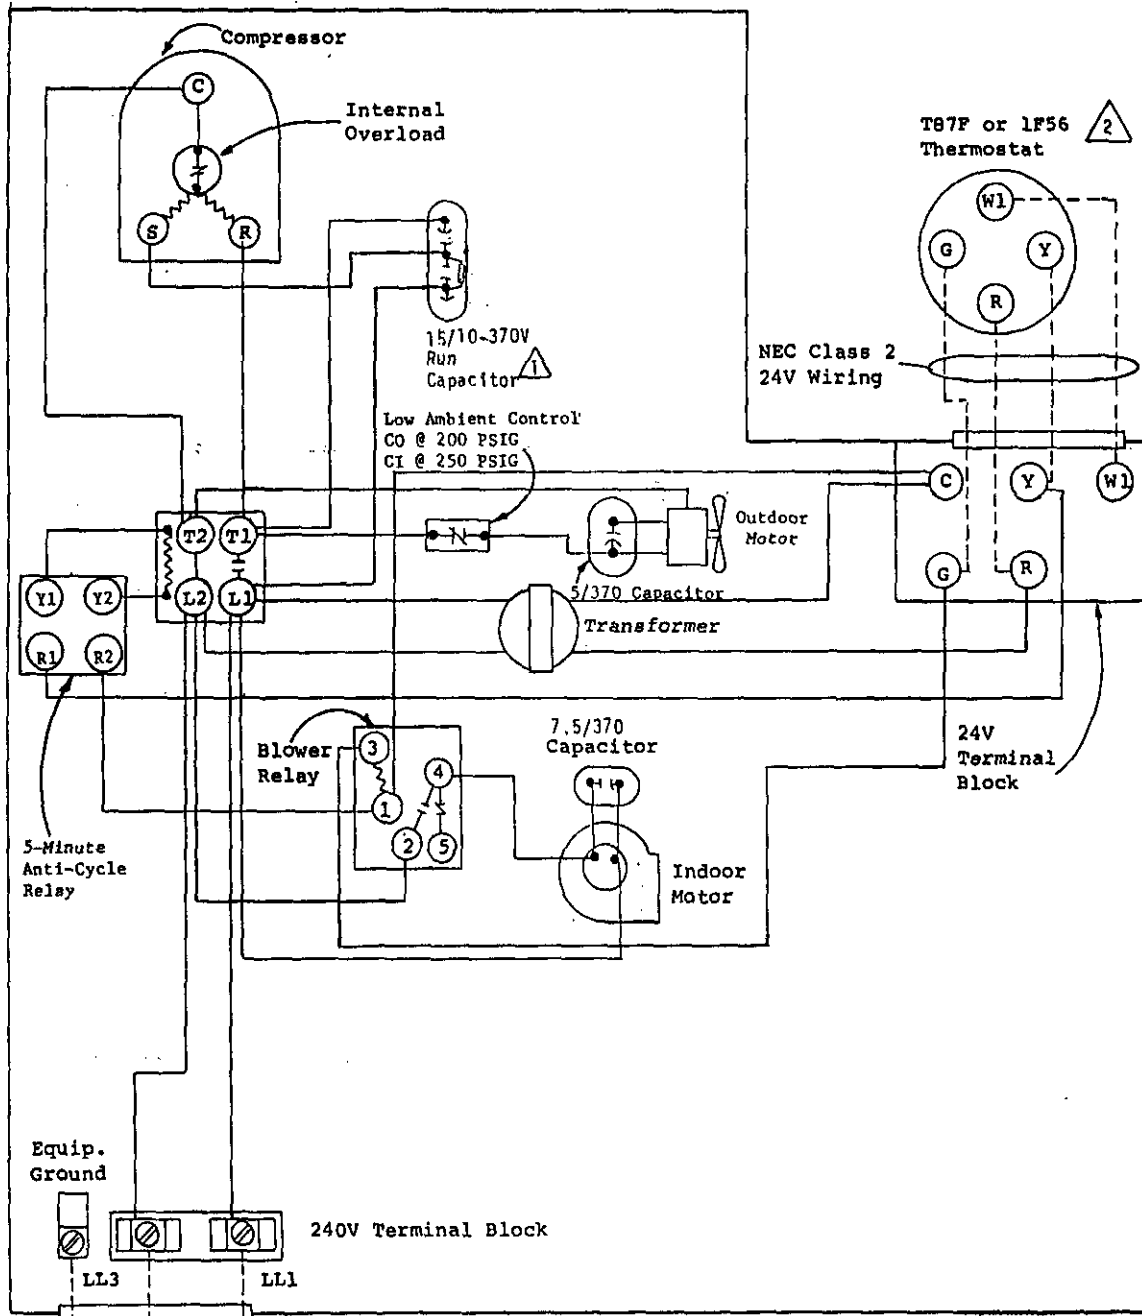 Compressor
C
Internal
Overload
S
R
T87F or 1F56
Thermostat
2
W1
G
Y
R
15/10-370V
Run
Capacitor
1
NEC Class 2
24V Wiring
Low Ambient Control
CO @ 200 PSIG
CI @ 250 PSIG
C
Y
W1
T2
T1
Outdoor
Motor
G
R
Y1
Y2
L2
L1
5/370 Capacitor
Transformer
R1
R2
Blower
Relay
3
4
1
2
5
7.5/370
Capacitor
24V
Terminal
Block
5-Minute
Anti-Cycle
Relay
Indoor
Motor
Equip.
Ground
240V Terminal Block
LL3
LL1